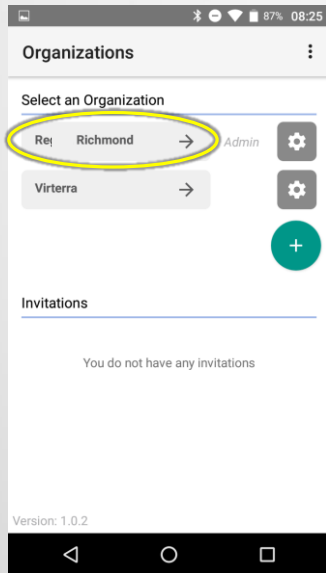 87% 08:25
Organizations
Select an Organization
Richmond Admin
Virterra
Invitations
You do not have any invitations
Version: 1.0.2